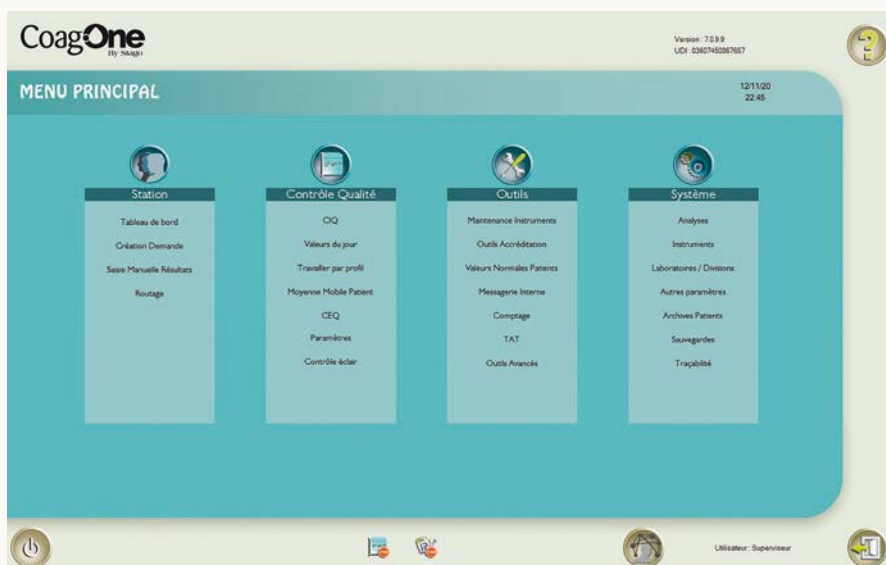 CoagOne
By Stago
Version : 7.0.9.9
UDI : 03607450867657
MENU PRINCIPAL
12/11/20
22:45
Station
Tableau de bord
Création Demande
Saisie Manuelle Résultats
Routage
Contrôle Qualité
CIQ
Valeurs du jour
Travailler par profil
Moyenne Mobile Patient
CEQ
Paramètres
Contrôle éclair
Outils
Maintenance Instruments
Outils Accréditation
Valeurs Normales Patients
Messagerie Interne
Comptage
TAT
Outils Avancés
Système
Analyses
Instruments
Laboratoires / Divisions
Autres paramètres
Archives Patients
Sauvegardes
Traçabilité
Utilisateur : Superviseur